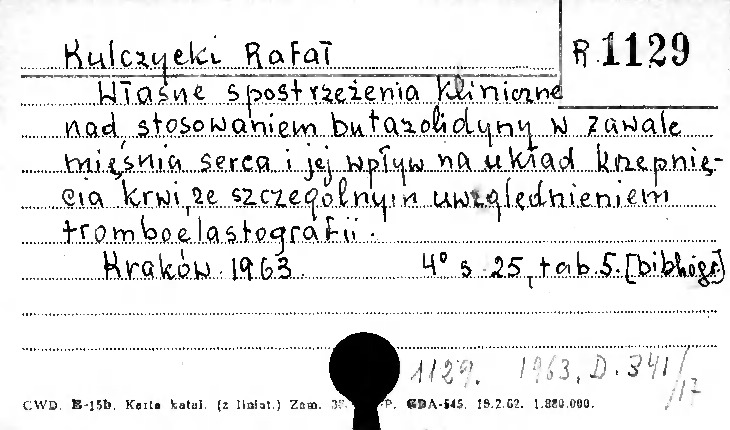 Kulczycki Rafał
R 1129
Własne spostrzeżenia kliniczne
nad stosowaniem butazolidyny w zawale
mięśnia serca i jej wpływ na układ krzepnię-
cia krwi, ze szczególnym uwzględnieniem
tromboelastografii.
Kraków 1963. 4° s. 25, tab. 5. [bibliogr.]
1129. 1963. D. 341/17
CWD. E-15b. Karta katal. (z liniat.) Zam. GDA-545. 19.2.62. 1.880.000.